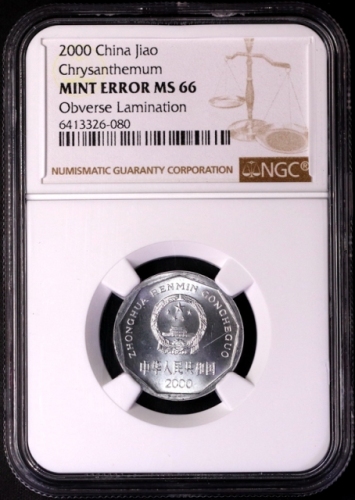 2000 China Jiao
Chrysanthemum
MINT ERROR MS 66
Obverse Lamination
6413326-080
NUMISMATIC GUARANTY CORPORATION
NGC®
ZHONGHUA RENMIN GONGHEGUO
中华人民共和国
2000